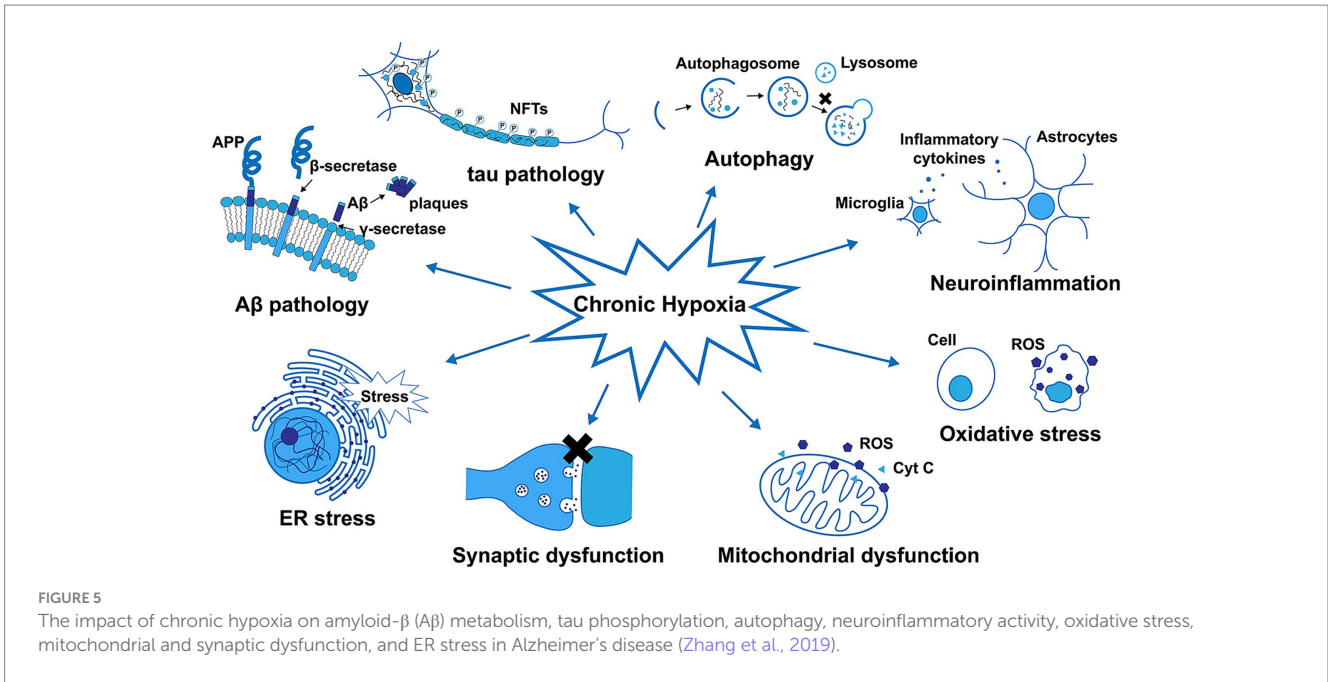 APP
β-secretase
Aβ
plaques
γ-secretase
Aβ pathology
P
P
P
P
P
P
P
P
P
P
P
P
NFTs
tau pathology
Autophagosome
Lysosome
Autophagy
Inflammatory
cytokines
Astrocytes
Microglia
Neuroinflammation
Chronic Hypoxia
Cell
ROS
Oxidative stress
Stress
ER stress
Synaptic dysfunction
ROS
Cyt C
Mitochondrial dysfunction
FIGURE 5
The impact of chronic hypoxia on amyloid-β (Aβ) metabolism, tau phosphorylation, autophagy, neuroinflammatory activity, oxidative stress,
mitochondrial and synaptic dysfunction, and ER stress in Alzheimer’s disease (Zhang et al., 2019).